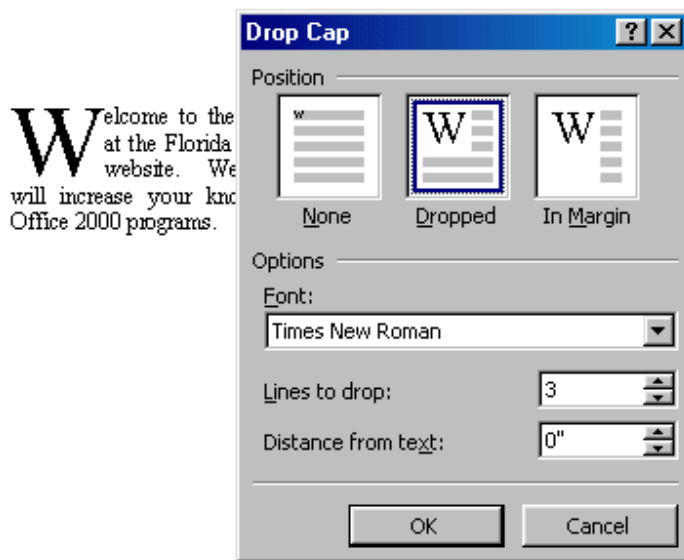 Welcome to the
at the Florida
website. We
will increase your
Office 2000 programs.
Drop Cap
Position
W
W
W
None
Dropped
In Margin
Options
Font:
Times New Roman
Lines to drop:
3
Distance from text:
0"
OK
Cancel